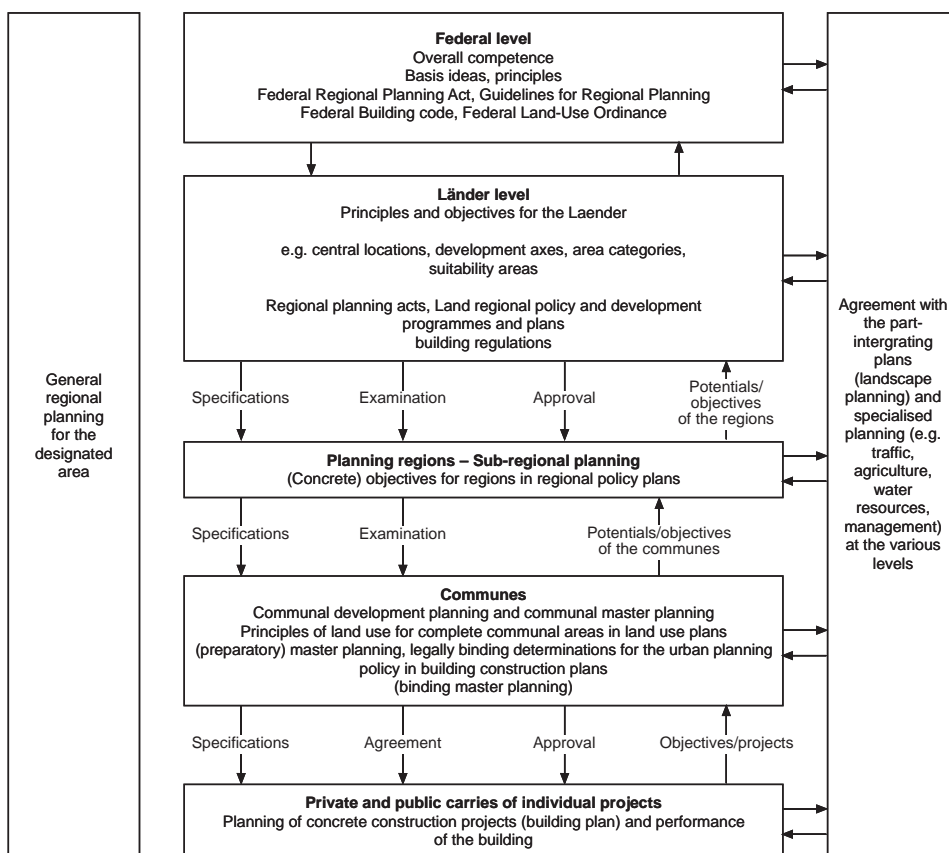 General
regional
planning
for the
designated
area
Federal level
Overall competence
Basis ideas, principles
Federal Regional Planning Act, Guidelines for Regional Planning
Federal Building code, Federal Land-Use Ordinance
Länder level
Principles and objectives for the Laender
e.g. central locations, development axes, area categories,
suitability areas
Regional planning acts, Land regional policy and development
programmes and plans
building regulations
Specifications
Examination
Approval
Potentials/
objectives
of the regions
Planning regions – Sub-regional planning
(Concrete) objectives for regions in regional policy plans
Specifications
Examination
Potentials/objectives
of the communes
Communes
Communal development planning and communal master planning
Principles of land use for complete communal areas in land use plans
(preparatory) master planning, legally binding determinations for the urban planning
policy in building construction plans
(binding master planning)
Specifications
Agreement
Approval
Objectives/projects
Private and public carries of individual projects
Planning of concrete construction projects (building plan) and performance
of the building
Agreement with
the part-
intergrating
plans
(landscape
planning) and
specialised
planning (e.g.
traffic,
agriculture,
water
resources,
management)
at the various
levels